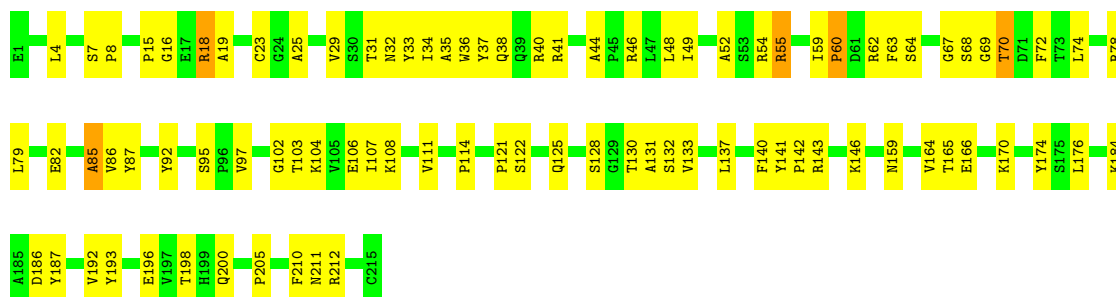 E1 L4 S7 P8 P15 G16 E17 R18 A19 C23 G24 A25 V29 S30 T31 N32 Y33 I34 A35 W36 Y37 Q38 Q39 R40 R41 A44 P45 R46 L47 L48 I49 A52 S53 R54 R55 I59 P60 D61 R62 F63 S64 G67 S68 G69 T70 D71 F72 T73 L74
L79 E82 A85 V86 Y87 Y92 S95 P96 V97 G102 T103 K104 V105 E106 I107 K108 V111 P114 P121 S122 Q125 S128 G129 T130 A131 S132 V133 L137 F140 Y141 P142 R143 K146 N159 V164 T165 E166 K170 Y174 S175 L176 K184
A185 D186 Y187 V192 Y193 E196 V197 T198 H199 Q200 P205 F210 N211 R212 C215